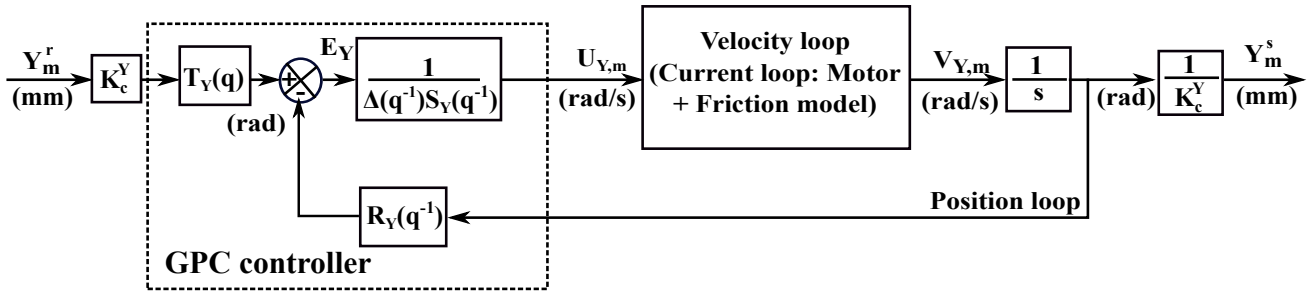 Y_m^r
(mm)
K_c^Y
T_Y(q)
(rad)
+
-
E_Y
1
Δ(q^-1)S_Y(q^-1)
U_Y,m
(rad/s)
Velocity loop
(Current loop: Motor
+ Friction model)
V_Y,m
(rad/s)
1
s
(rad)
1
K_c^Y
Y_m^s
(mm)
R_Y(q^-1)
Position loop
GPC controller